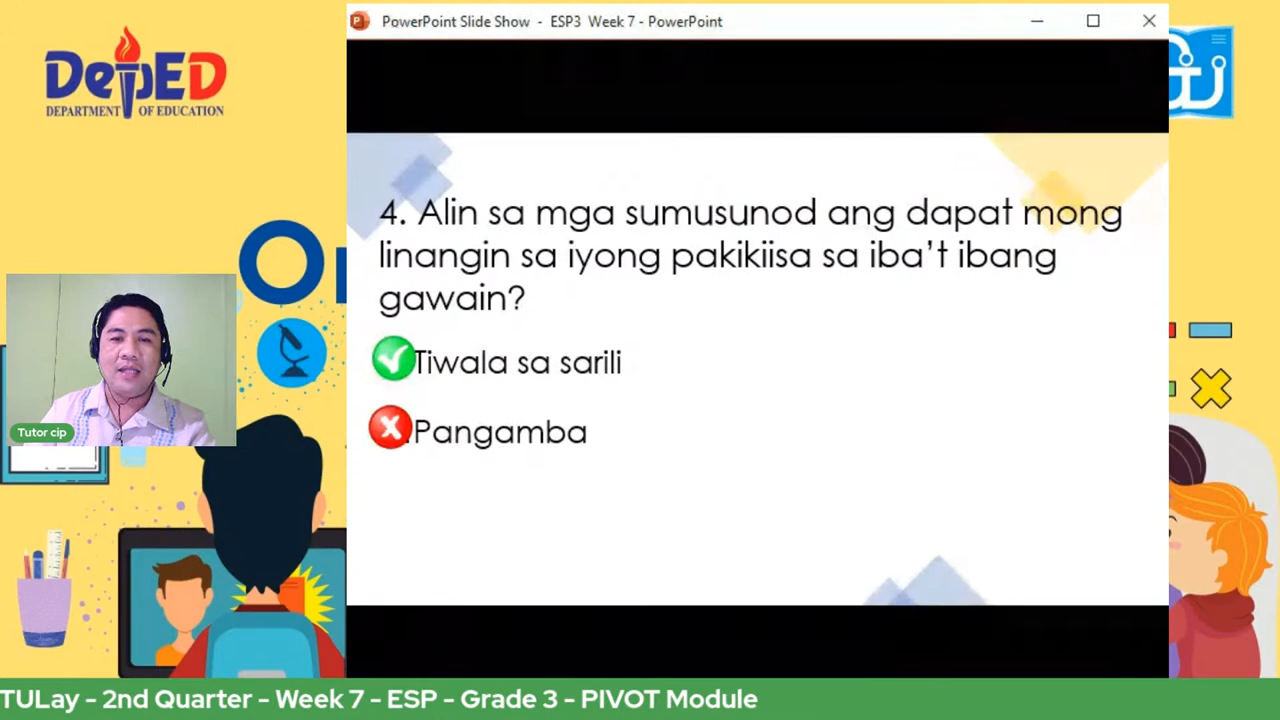 PowerPoint Slide Show - ESP3 Week 7 - PowerPoint
DepED
DEPARTMENT OF EDUCATION
4. Alin sa mga sumusunod ang dapat mong
linangin sa iyong pakikiisa sa iba't ibang
gawain?
Tiwala sa sarili
Pangamba
Tutor cip
TULay - 2nd Quarter - Week 7 - ESP - Grade 3 - PIVOT Module